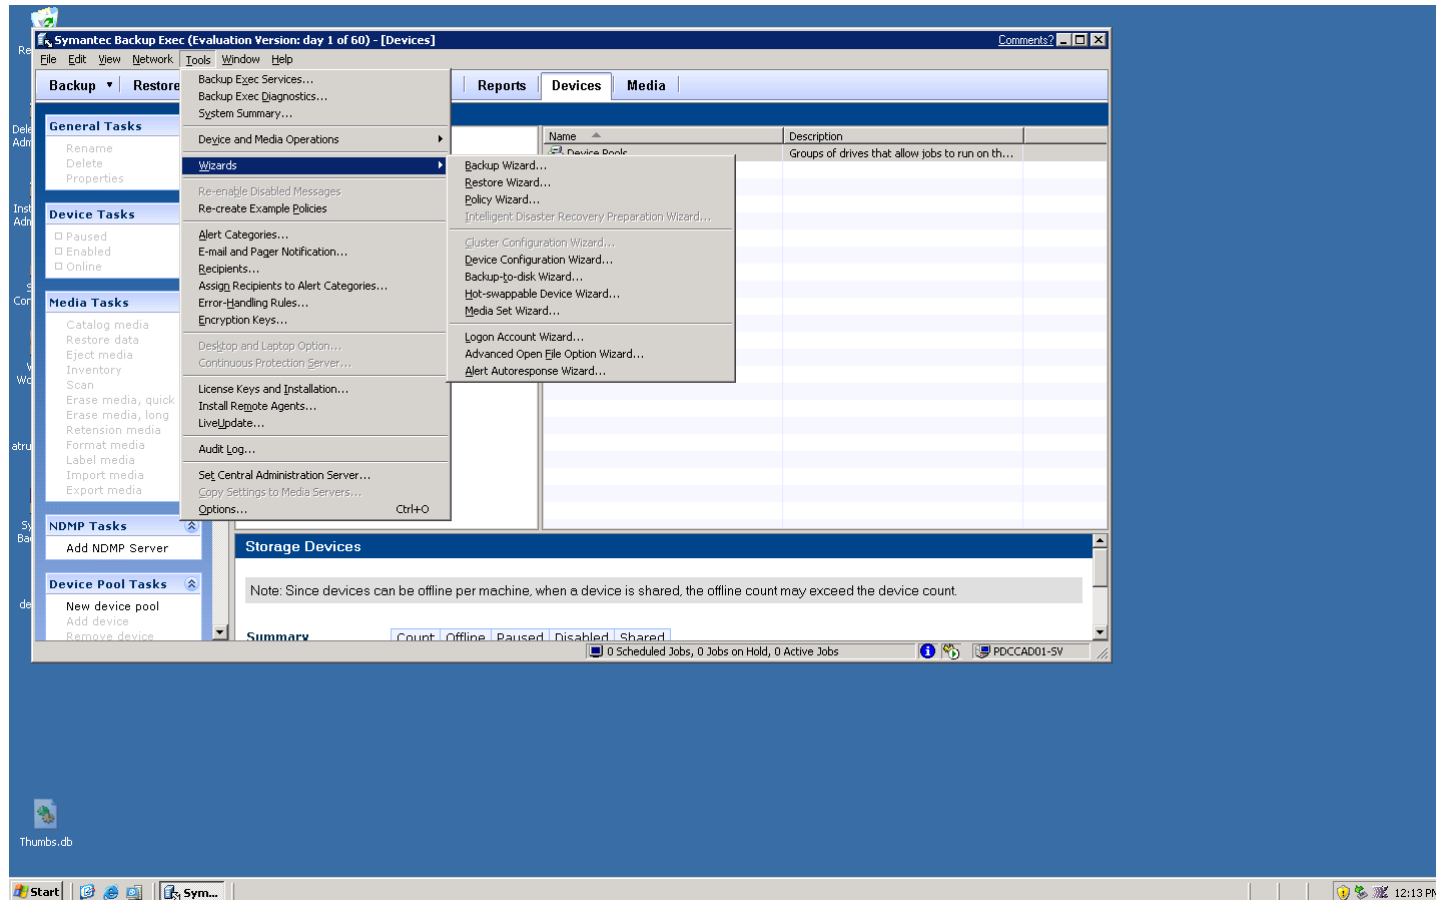 Symantec Backup Exec (Evaluation Version: day 1 of 60) - [Devices]
Comments?
File Edit View Network Tools Window Help
Backup Restore Reports Devices Media
General Tasks
Rename
Delete
Properties
Device Tasks
Paused
Enabled
Online
Media Tasks
Catalog media
Restore data
Eject media
Inventory
Scan
Erase media, quick
Erase media, long
Retension media
Format media
Label media
Import media
Export media
NDMP Tasks
Add NDMP Server
Device Pool Tasks
New device pool
Add device
Remove device
Backup Exec Services...
Backup Exec Diagnostics...
System Summary...
Device and Media Operations
Wizards
Re-enable Disabled Messages
Re-create Example Policies
Alert Categories...
E-mail and Pager Notification...
Recipients...
Assign Recipients to Alert Categories...
Error-Handling Rules...
Encryption Keys...
Desktop and Laptop Option...
Continuous Protection Server...
License Keys and Installation...
Install Remote Agents...
LiveUpdate...
Audit Log...
Set Central Administration Server...
Copy Settings to Media Servers...
Options... Ctrl+O
Backup Wizard...
Restore Wizard...
Policy Wizard...
Intelligent Disaster Recovery Preparation Wizard...
Cluster Configuration Wizard...
Device Configuration Wizard...
Backup-to-disk Wizard...
Hot-swappable Device Wizard...
Media Set Wizard...
Logon Account Wizard...
Advanced Open File Option Wizard...
Alert Autoresponse Wizard...
Name Description
Device Pools Groups of drives that allow jobs to run on th...
Storage Devices
Note: Since devices can be offline per machine, when a device is shared, the offline count may exceed the device count.
Summary Count Offline Paused Disabled Shared
0 Scheduled Jobs, 0 Jobs on Hold, 0 Active Jobs
PDCCAD01-SV
Thumbs.db
Start Sym... 12:13 PM